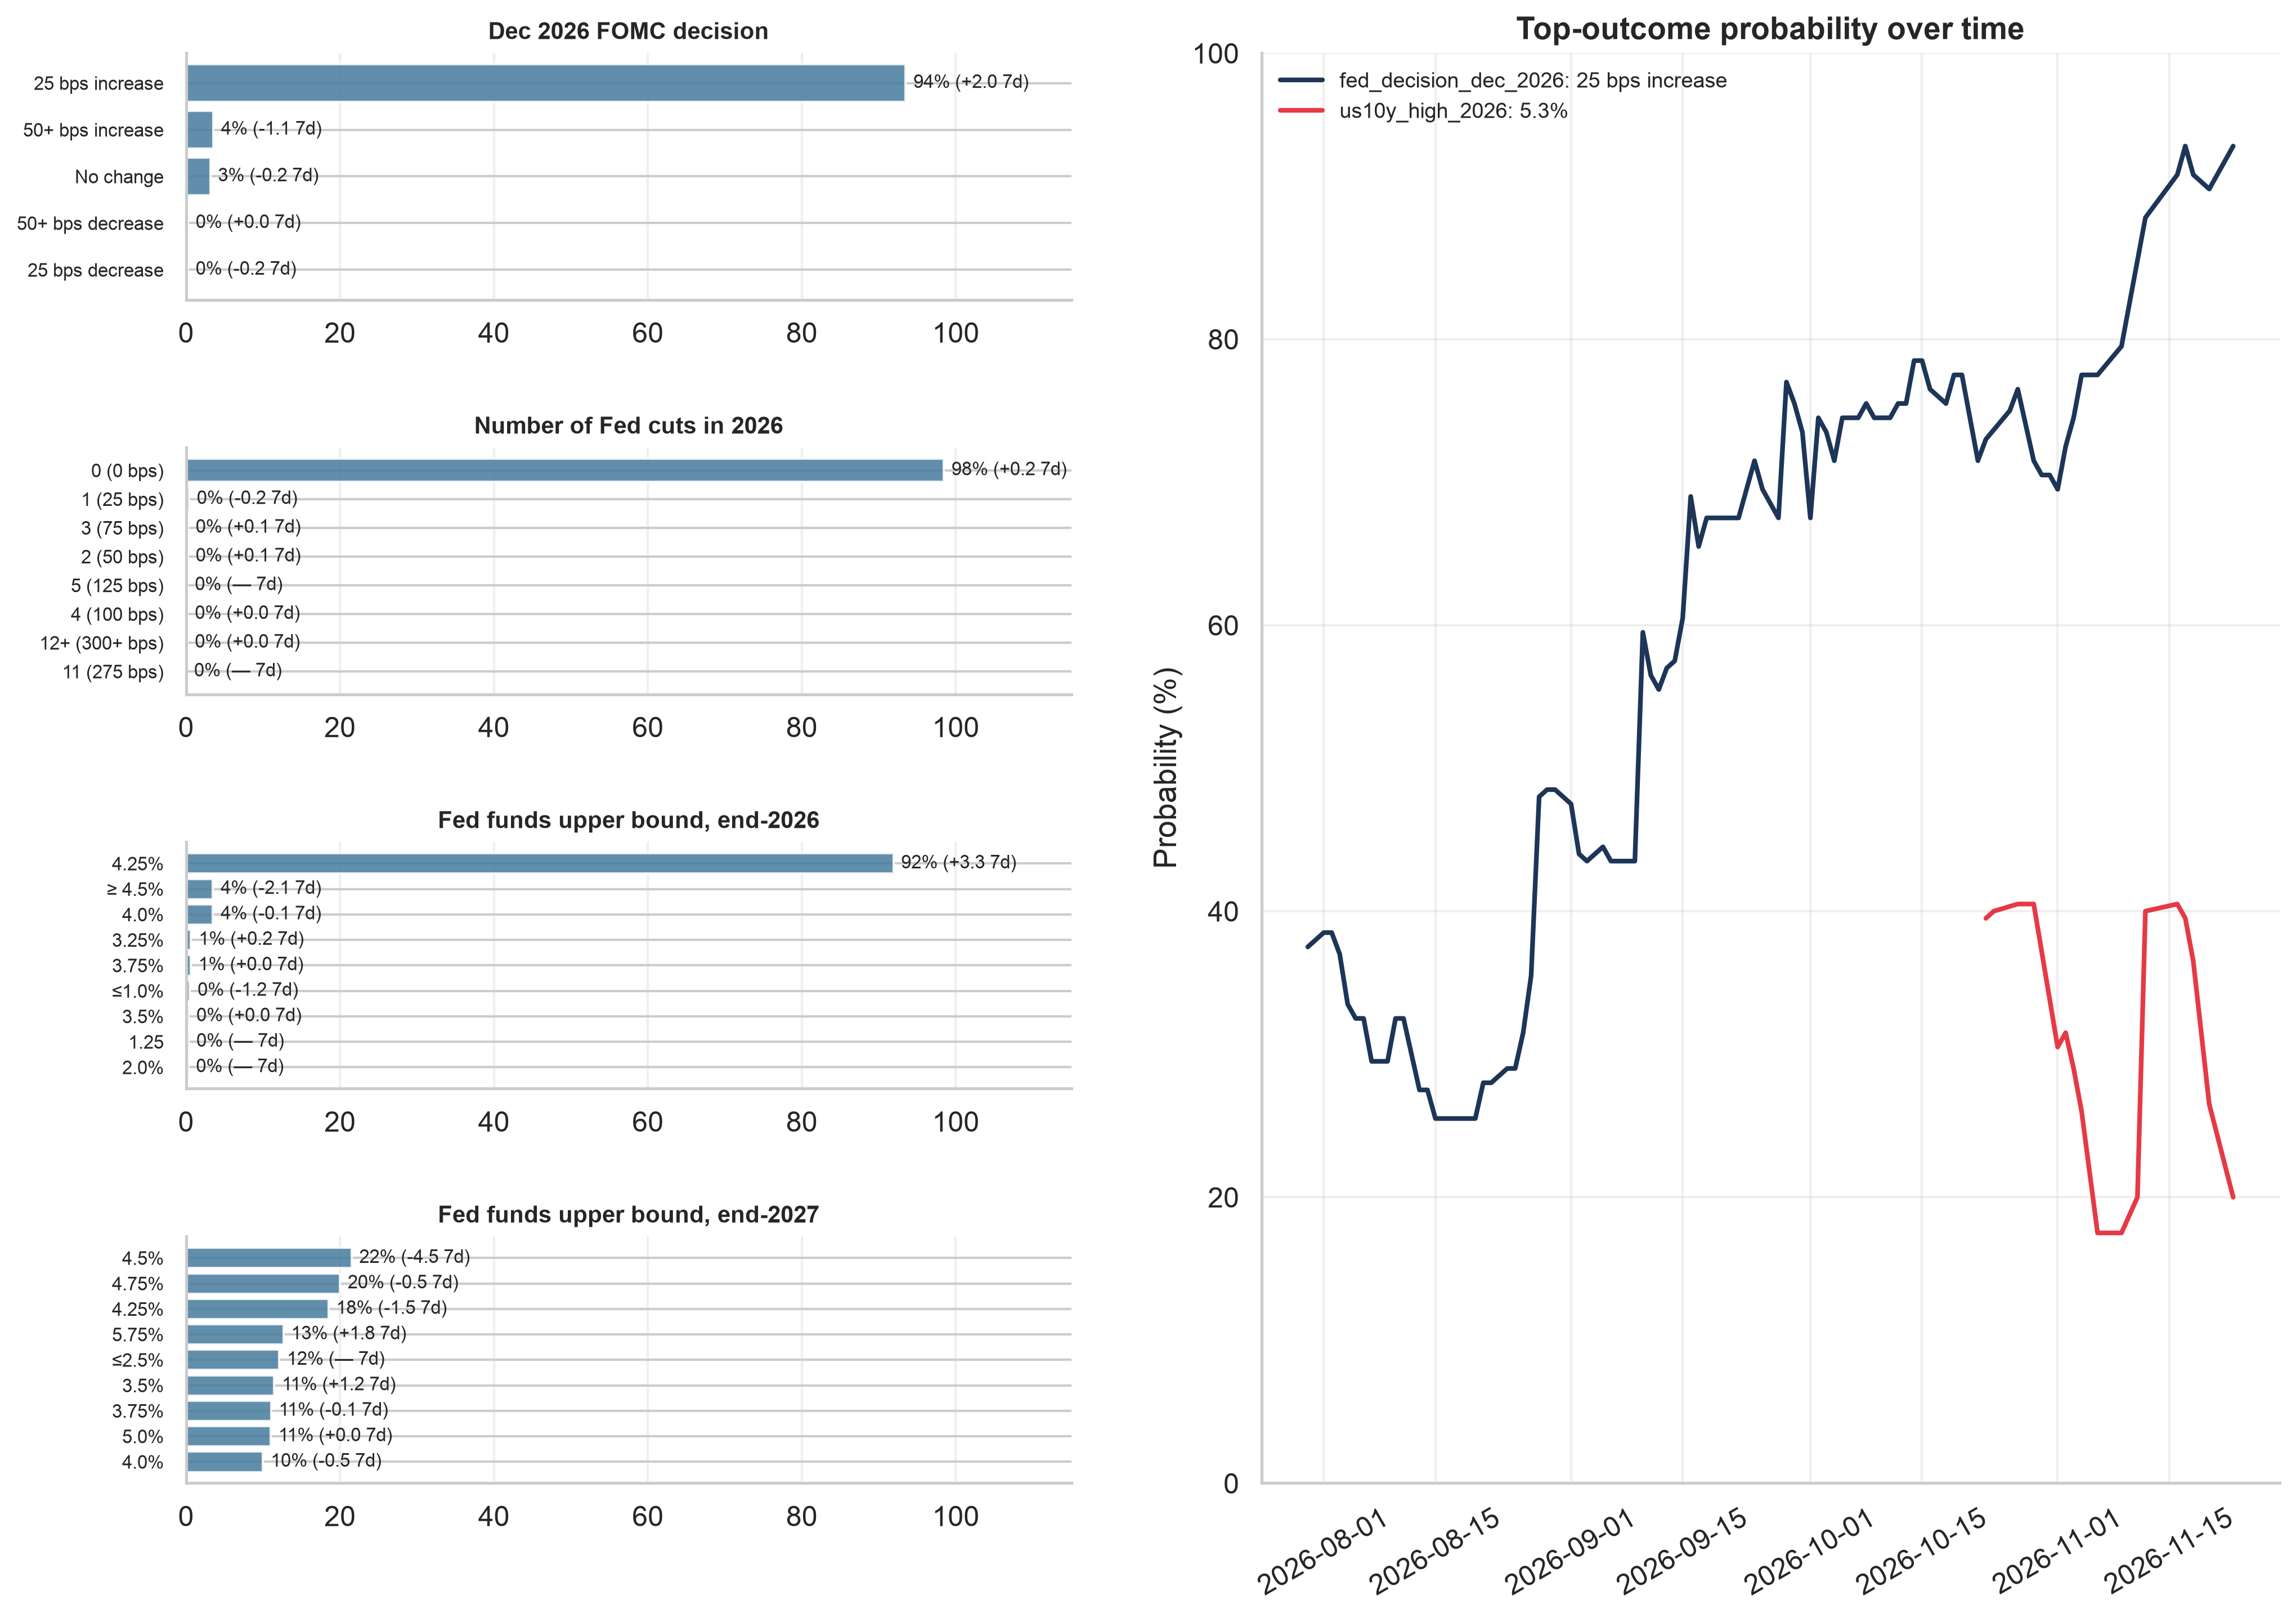 Dec 2026 FOMC decision
25 bps increase 94% (+2.0 7d)
50+ bps increase 4% (-1.1 7d)
No change 3% (-0.2 7d)
50+ bps decrease 0% (+0.0 7d)
25 bps decrease 0% (-0.2 7d)
0 20 40 60 80 100
Number of Fed cuts in 2026
0 (0 bps) 98% (+0.2 7d)
1 (25 bps) 0% (-0.2 7d)
3 (75 bps) 0% (+0.1 7d)
2 (50 bps) 0% (+0.1 7d)
5 (125 bps) 0% (— 7d)
4 (100 bps) 0% (+0.0 7d)
12+ (300+ bps) 0% (+0.0 7d)
11 (275 bps) 0% (— 7d)
0 20 40 60 80 100
Fed funds upper bound, end-2026
4.25% 92% (+3.3 7d)
≥ 4.5% 4% (-2.1 7d)
4.0% 4% (-0.1 7d)
3.25% 1% (+0.2 7d)
3.75% 1% (+0.0 7d)
≤1.0% 0% (-1.2 7d)
3.5% 0% (+0.0 7d)
1.25 0% (— 7d)
2.0% 0% (— 7d)
0 20 40 60 80 100
Fed funds upper bound, end-2027
4.5% 22% (-4.5 7d)
4.75% 20% (-0.5 7d)
4.25% 18% (-1.5 7d)
5.75% 13% (+1.8 7d)
≤2.5% 12% (— 7d)
3.5% 11% (+1.2 7d)
3.75% 11% (-0.1 7d)
5.0% 11% (+0.0 7d)
4.0% 10% (-0.5 7d)
0 20 40 60 80 100
Top-outcome probability over time
fed_decision_dec_2026: 25 bps increase
us10y_high_2026: 5.3%
Probability (%)
100
80
60
40
20
0
2026-08-01 2026-08-15 2026-09-01 2026-09-15 2026-10-01 2026-10-15 2026-11-01 2026-11-15